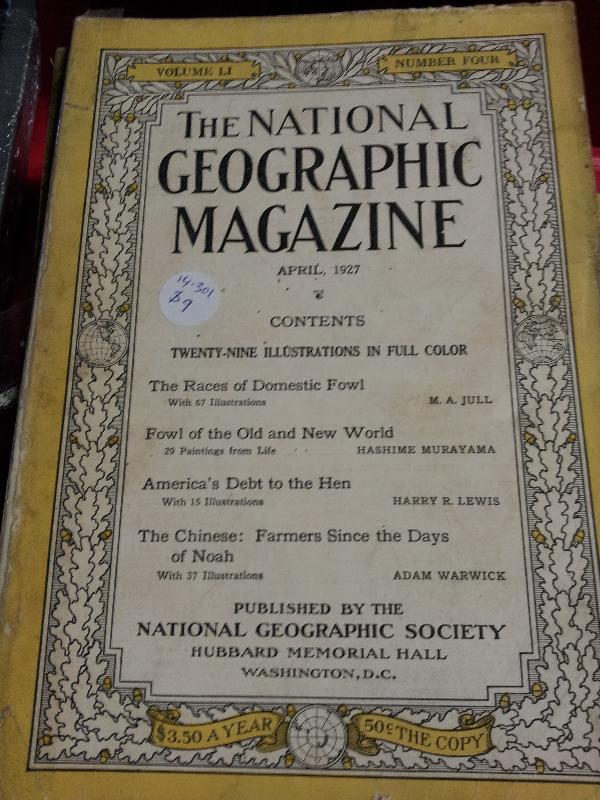 VOLUME LI
NUMBER FOUR
THE NATIONAL
GEOGRAPHIC
MAGAZINE
APRIL, 1927
14-301
$9
CONTENTS
TWENTY-NINE ILLUSTRATIONS IN FULL COLOR
The Races of Domestic Fowl
With 67 Illustrations M. A. JULL
Fowl of the Old and New World
29 Paintings from Life HASHIME MURAYAMA
America's Debt to the Hen
With 15 Illustrations HARRY R. LEWIS
The Chinese: Farmers Since the Days
of Noah
With 37 Illustrations ADAM WARWICK
PUBLISHED BY THE
NATIONAL GEOGRAPHIC SOCIETY
HUBBARD MEMORIAL HALL
WASHINGTON, D.C.
$3.50 A YEAR
50¢ THE COPY